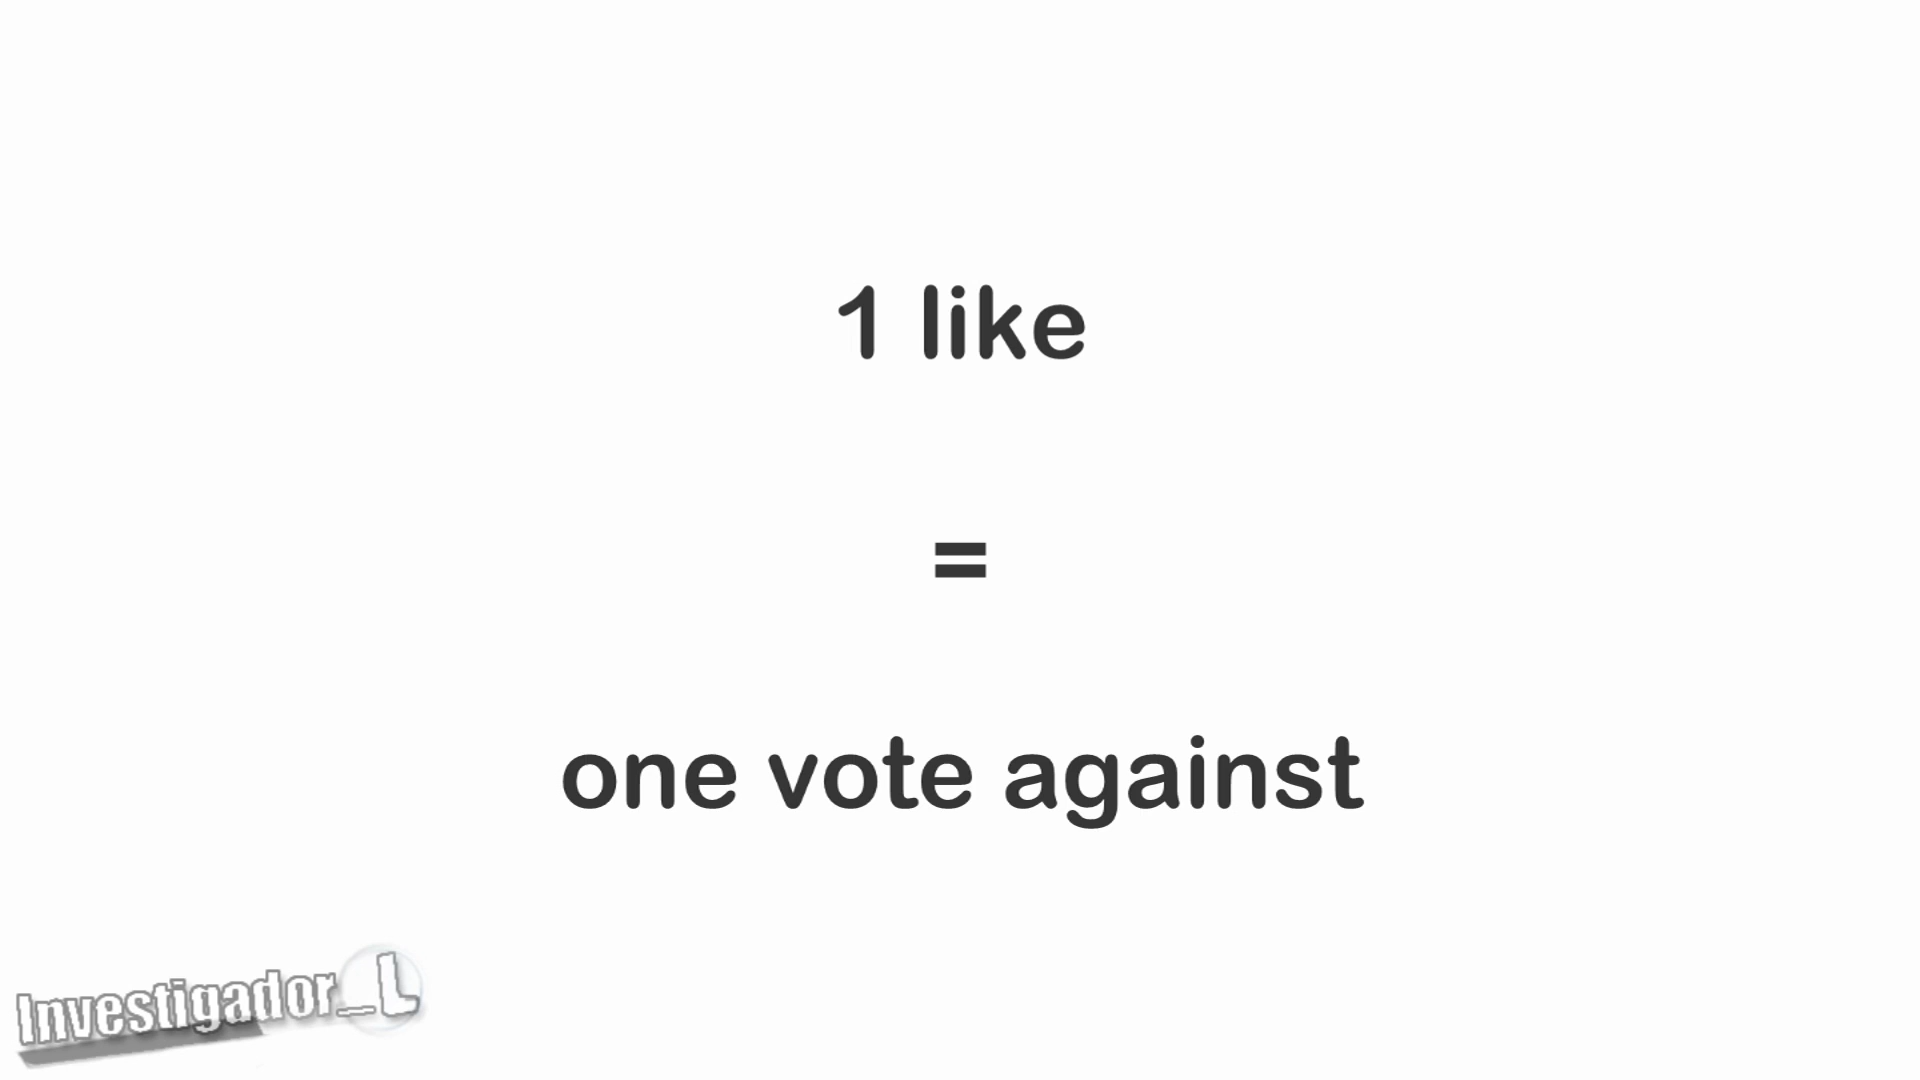 1 like
=
one vote against
Investigador_L